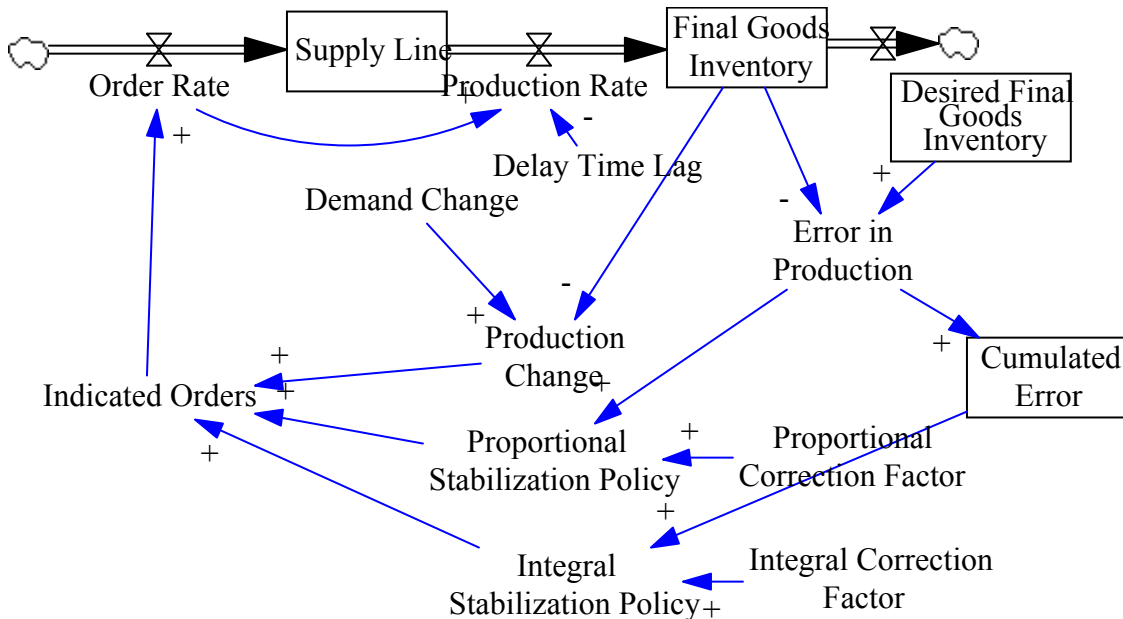 Supply Line
Final Goods
Inventory
Order Rate
+
Production Rate
Desired Final
Goods
Inventory
+
-
Delay Time Lag
+
Demand Change
-
Error in
Production
-
+
Production
Change
+
Cumulated
Error
+
Indicated Orders
+
+
Proportional
Stabilization Policy
+
Proportional
Correction Factor
+
+
Integral
Stabilization Policy
+
Integral Correction
Factor